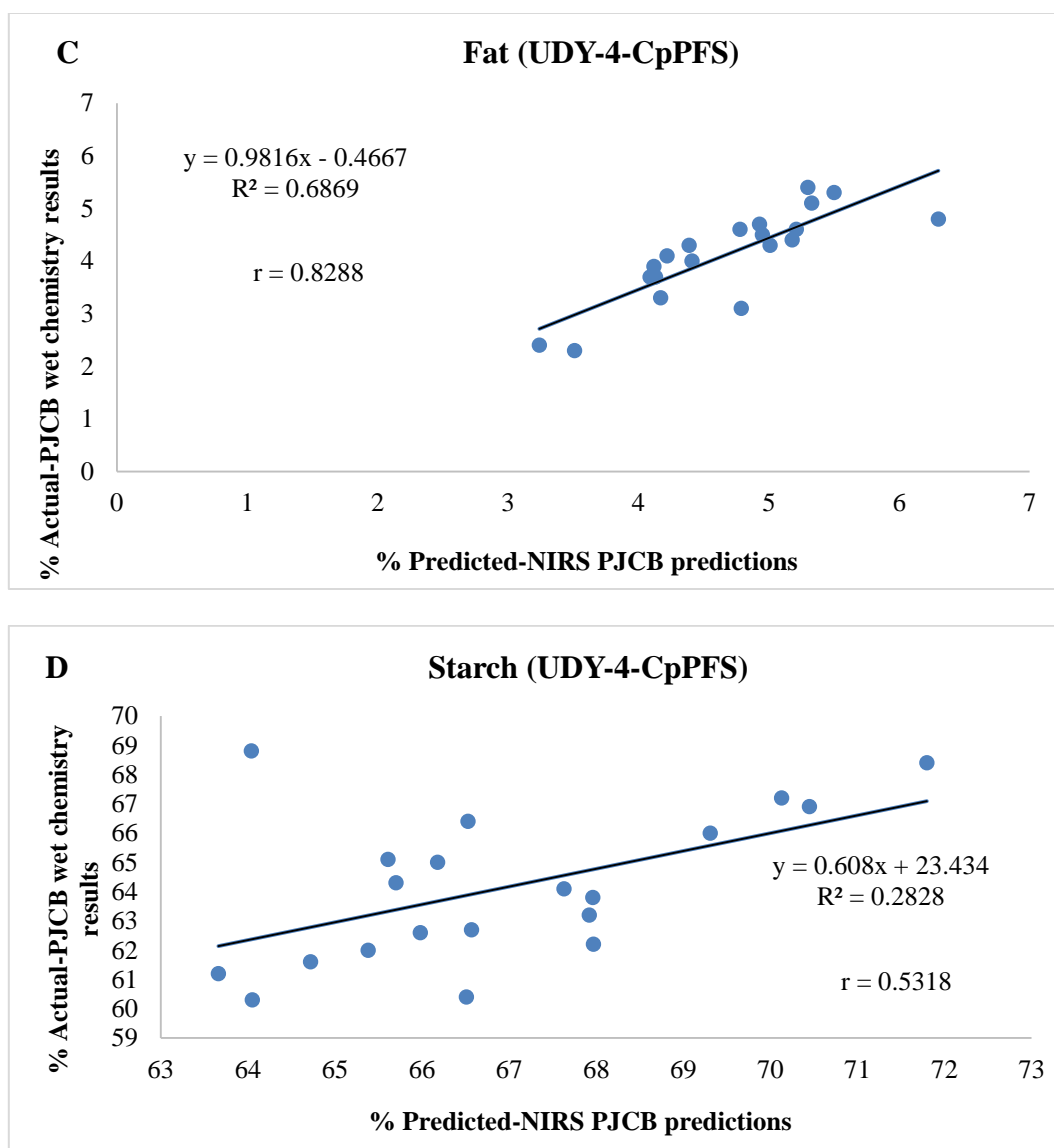 C
Fat (UDY-4-CpPFS)
% Actual-PJCB wet chemistry results
7
6
5
4
3
2
1
0
y = 0.9816x - 0.4667
R² = 0.6869
r = 0.8288
0 1 2 3 4 5 6 7
% Predicted-NIRS PJCB predictions
D
Starch (UDY-4-CpPFS)
% Actual-PJCB wet chemistry
results
70
69
68
67
66
65
64
63
62
61
60
59
y = 0.608x + 23.434
R² = 0.2828
r = 0.5318
63 64 65 66 67 68 69 70 71 72 73
% Predicted-NIRS PJCB predictions